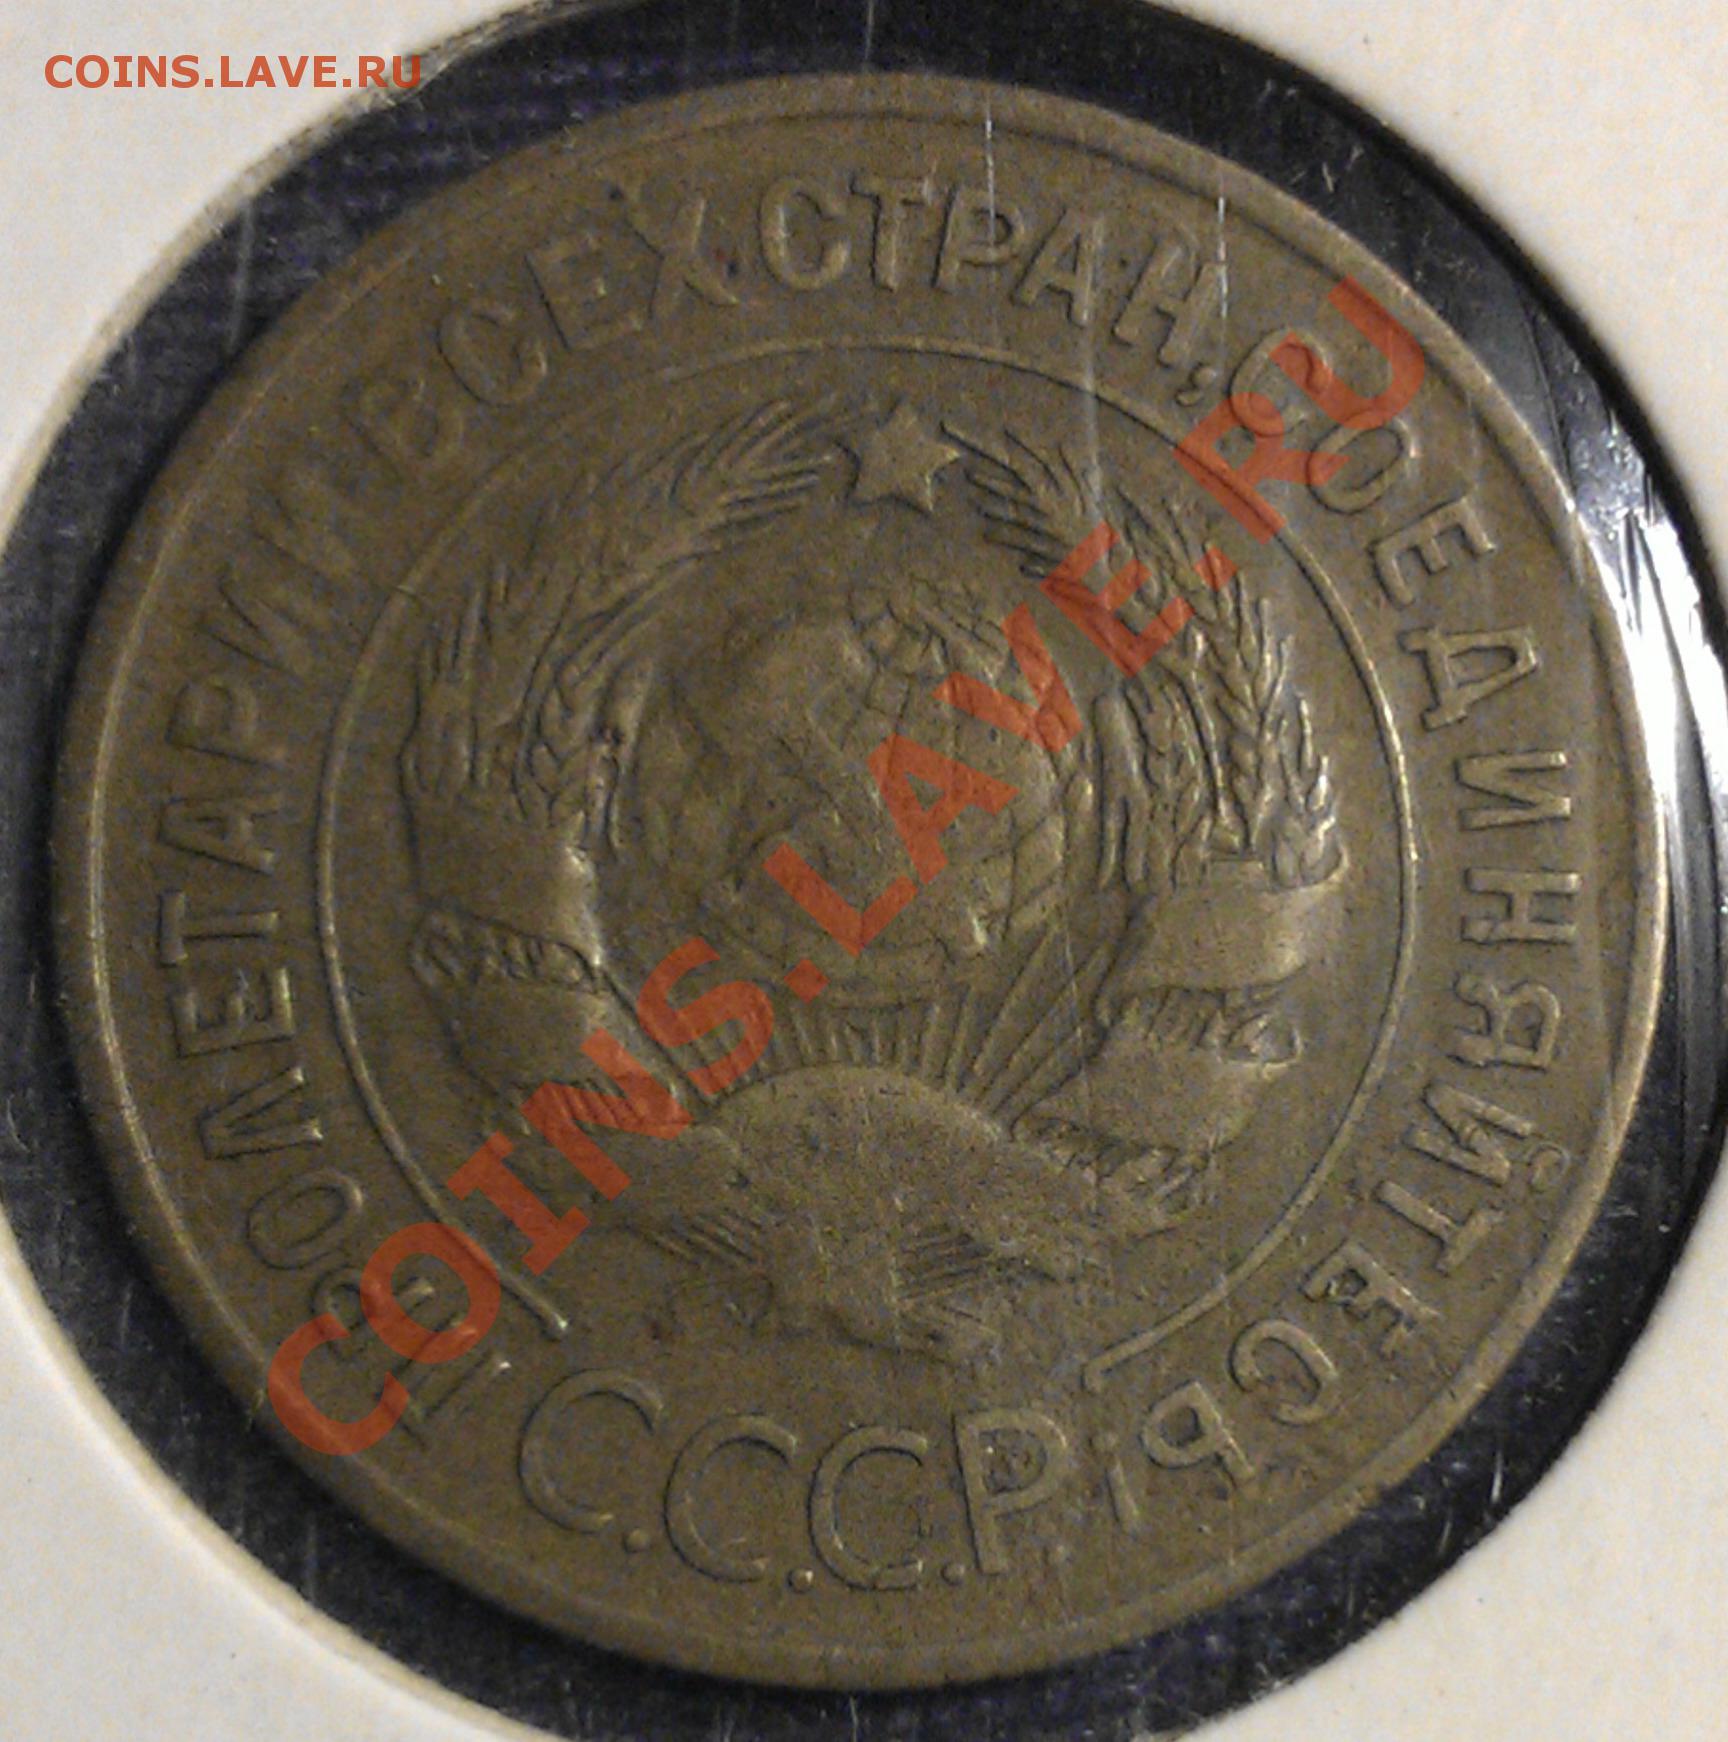 COINS.LAVE.RU
ПРОЛЕТАРИИ ВСЕХ СТРАН, СОЕДИНЯЙТЕСЬ!
С.С.С.Р.
COINS.LAVE.RU